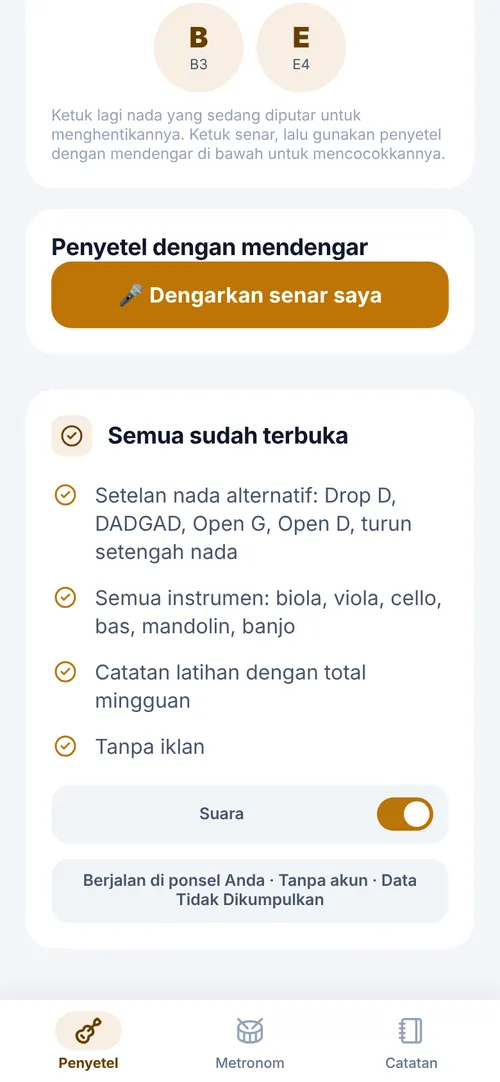 B
B3
E
E4
Ketuk lagi nada yang sedang diputar untuk
menghentikannya. Ketuk senar, lalu gunakan penyetel
dengan mendengar di bawah untuk mencocokkannya.
Penyetel dengan mendengar
🎤 Dengarkan senar saya
Semua sudah terbuka
Setelan nada alternatif: Drop D,
DADGAD, Open G, Open D, turun
setengah nada
Semua instrumen: biola, viola, cello,
bas, mandolin, banjo
Catatan latihan dengan total
mingguan
Tanpa iklan
Suara
Berjalan di ponsel Anda · Tanpa akun · Data
Tidak Dikumpulkan
Penyetel
Metronom
Catatan